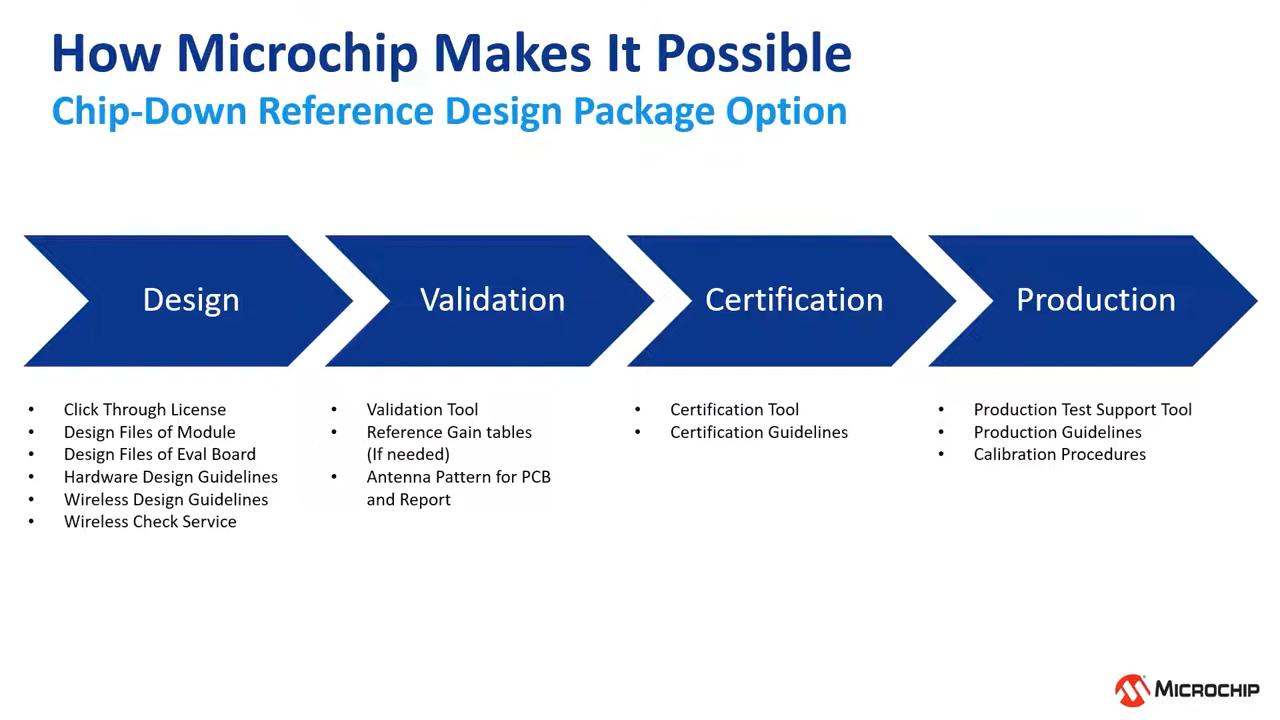 How Microchip Makes It Possible
Chip-Down Reference Design Package Option
Design
Validation
Certification
Production
• Click Through License
• Design Files of Module
• Design Files of Eval Board
• Hardware Design Guidelines
• Wireless Design Guidelines
• Wireless Check Service
• Validation Tool
• Reference Gain tables
(If needed)
• Antenna Pattern for PCB
and Report
• Certification Tool
• Certification Guidelines
• Production Test Support Tool
• Production Guidelines
• Calibration Procedures
MICROCHIP